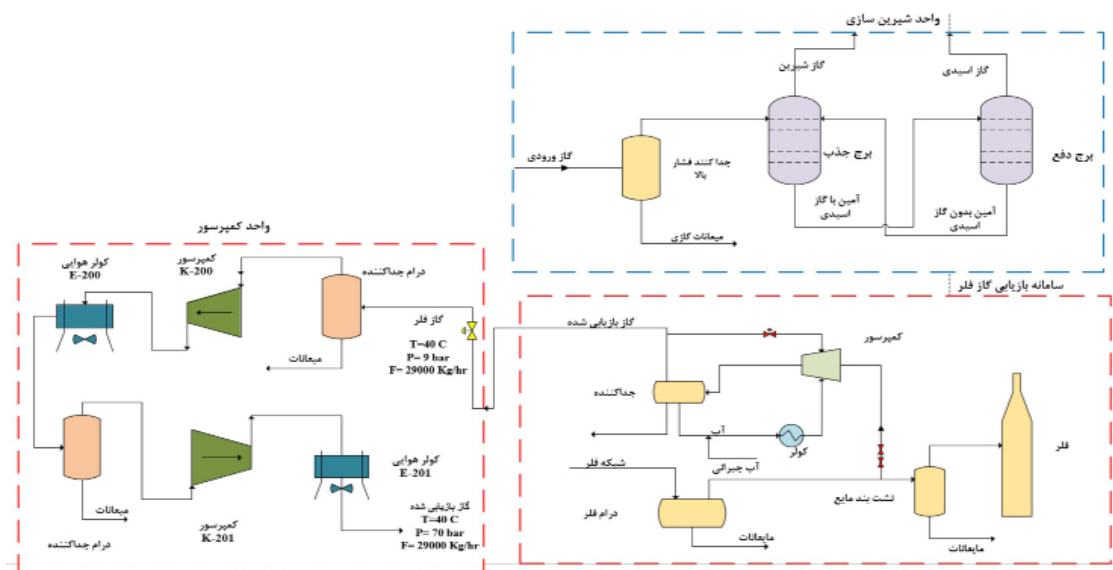 واحد شیرین سازی
گاز شیرین
گاز اسیدی
گاز ورودی
جداکنند فشار
بالا
برج جذب
برج دفع
آمین با گاز
اسیدی
آمین بدون گاز
اسیدی
میعانات گازی
واحد کمپرسور
کولر هوایی
E-200
کمپرسور
K-200
درام جداکننده
گاز فلر
T=40 C
P= 9 bar
F= 29000 Kg/hr
میعانات
کولر هوایی
E-201
کمپرسور
K-201
میعانات
درام جداکننده
گاز بازیابی شده
T=40 C
P= 70 bar
F= 29000 Kg/hr
سامانه بازیابی گاز فلر
گاز بازیابی شده
کمپرسور
جداکننده
آب
کولر
آب جبرانی
شبکه فلر
درام فلر
مایعانات
نشت بند مایع
فلر
مایعانات